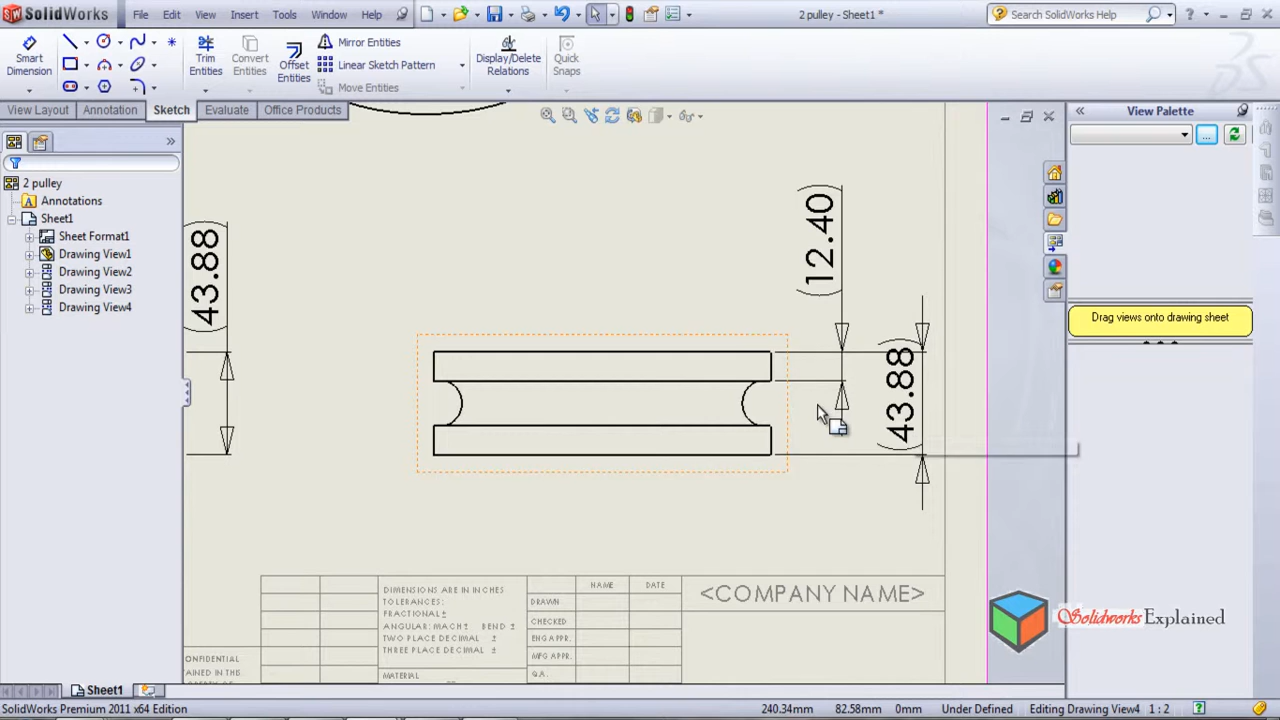 SolidWorks
File
Edit
View
Insert
Tools
Window
Help
2 pulley - Sheet1 *
Search SolidWorks Help
Smart Dimension
Trim Entities
Convert Entities
Offset Entities
Mirror Entities
Linear Sketch Pattern
Move Entities
Display/Delete Relations
Quick Snaps
View Layout
Annotation
Sketch
Evaluate
Office Products
View Palette
2 pulley
Annotations
Sheet1
Sheet Format1
Drawing View1
Drawing View2
Drawing View3
Drawing View4
(43.88)
(12.40)
(43.88)
Drag views onto drawing sheet
DIMENSIONS ARE IN INCHES
TOLERANCES:
FRACTIONAL±
ANGULAR: MACH± BEND ±
TWO PLACE DECIMAL ±
THREE PLACE DECIMAL ±
MATERIAL
NAME
DATE
DRAWN
CHECKED
ENG APPR.
MFG APPR.
Q.A.
<COMPANY NAME>
ONFIDENTIAL
TAINED IN THIS
Solidworks Explained
Sheet1
SolidWorks Premium 2011 x64 Edition
240.34mm
82.58mm
0mm
Under Defined
Editing Drawing View4
1 : 2